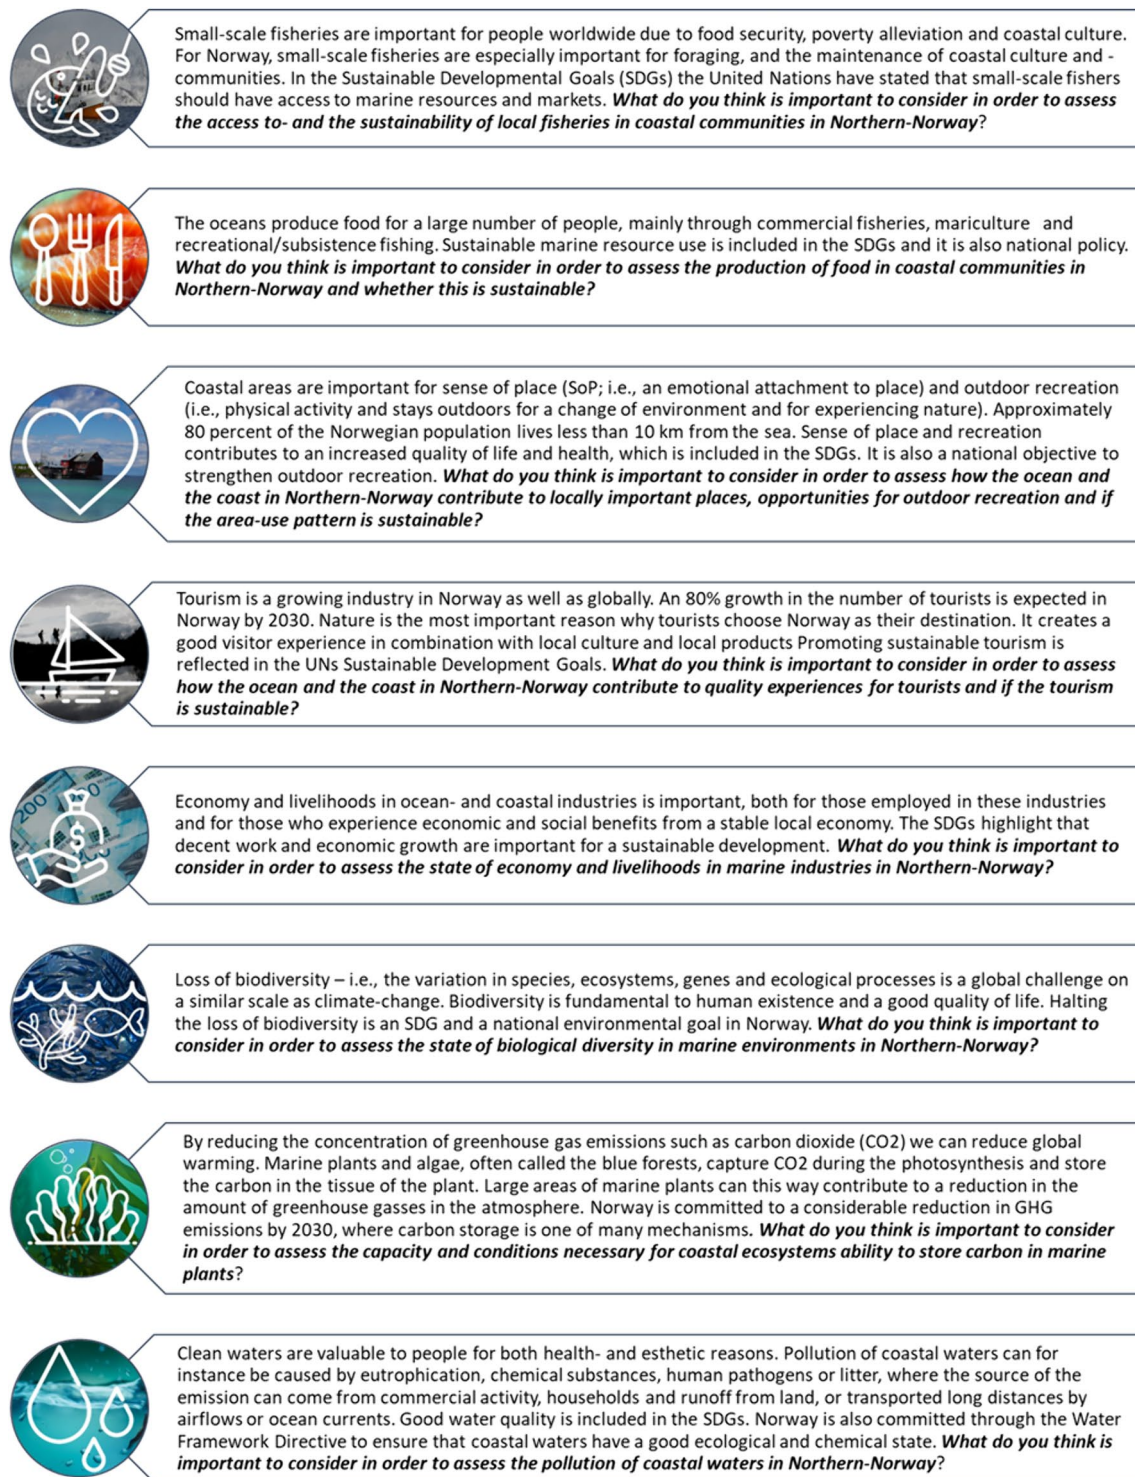 Small-scale fisheries are important for people worldwide due to food security, poverty alleviation and coastal culture.
For Norway, small-scale fisheries are especially important for foraging, and the maintenance of coastal culture and -
communities. In the Sustainable Developmental Goals (SDGs) the United Nations have stated that small-scale fishers
should have access to marine resources and markets. What do you think is important to consider in order to assess
the access to- and the sustainability of local fisheries in coastal communities in Northern-Norway?
The oceans produce food for a large number of people, mainly through commercial fisheries, mariculture and
recreational/subsistence fishing. Sustainable marine resource use is included in the SDGs and it is also national policy.
What do you think is important to consider in order to assess the production of food in coastal communities in
Northern-Norway and whether this is sustainable?
Coastal areas are important for sense of place (SoP; i.e., an emotional attachment to place) and outdoor recreation
(i.e., physical activity and stays outdoors for a change of environment and for experiencing nature). Approximately
80 percent of the Norwegian population lives less than 10 km from the sea. Sense of place and recreation
contributes to an increased quality of life and health, which is included in the SDGs. It is also a national objective to
strengthen outdoor recreation. What do you think is important to consider in order to assess how the ocean and
the coast in Northern-Norway contribute to locally important places, opportunities for outdoor recreation and if
the area-use pattern is sustainable?
Tourism is a growing industry in Norway as well as globally. An 80% growth in the number of tourists is expected in
Norway by 2030. Nature is the most important reason why tourists choose Norway as their destination. It creates a
good visitor experience in combination with local culture and local products Promoting sustainable tourism is
reflected in the UNs Sustainable Development Goals. What do you think is important to consider in order to assess
how the ocean and the coast in Northern-Norway contribute to quality experiences for tourists and if the tourism
is sustainable?
200
$
Economy and livelihoods in ocean- and coastal industries is important, both for those employed in these industries
and for those who experience economic and social benefits from a stable local economy. The SDGs highlight that
decent work and economic growth are important for a sustainable development. What do you think is important to
consider in order to assess the state of economy and livelihoods in marine industries in Northern-Norway?
Loss of biodiversity – i.e., the variation in species, ecosystems, genes and ecological processes is a global challenge on
a similar scale as climate-change. Biodiversity is fundamental to human existence and a good quality of life. Halting
the loss of biodiversity is an SDG and a national environmental goal in Norway. What do you think is important to
consider in order to assess the state of biological diversity in marine environments in Northern-Norway?
By reducing the concentration of greenhouse gas emissions such as carbon dioxide (CO2) we can reduce global
warming. Marine plants and algae, often called the blue forests, capture CO2 during the photosynthesis and store
the carbon in the tissue of the plant. Large areas of marine plants can this way contribute to a reduction in the
amount of greenhouse gasses in the atmosphere. Norway is committed to a considerable reduction in GHG
emissions by 2030, where carbon storage is one of many mechanisms. What do you think is important to consider
in order to assess the capacity and conditions necessary for coastal ecosystems ability to store carbon in marine
plants?
Clean waters are valuable to people for both health- and esthetic reasons. Pollution of coastal waters can for
instance be caused by eutrophication, chemical substances, human pathogens or litter, where the source of the
emission can come from commercial activity, households and runoff from land, or transported long distances by
airflows or ocean currents. Good water quality is included in the SDGs. Norway is also committed through the Water
Framework Directive to ensure that coastal waters have a good ecological and chemical state. What do you think is
important to consider in order to assess the pollution of coastal waters in Northern-Norway?